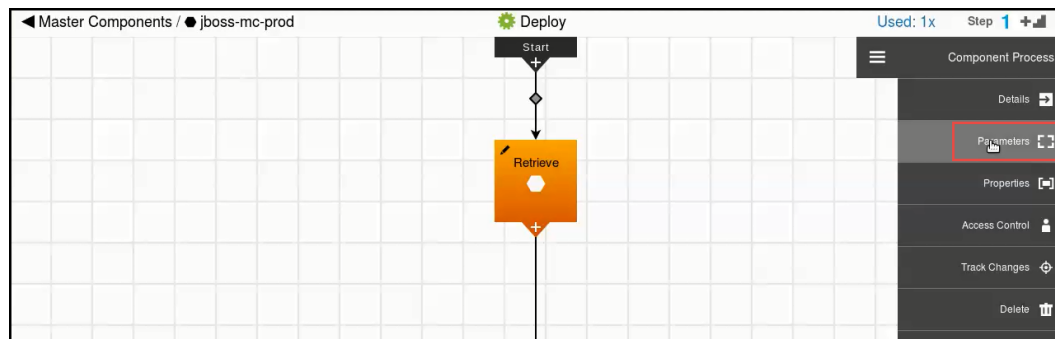 Master Components / jboss-mc-prod
Deploy
Used: 1x
Step 1
Start
Component Process
Details
Parameters
Retrieve
Properties
Access Control
Track Changes
Delete